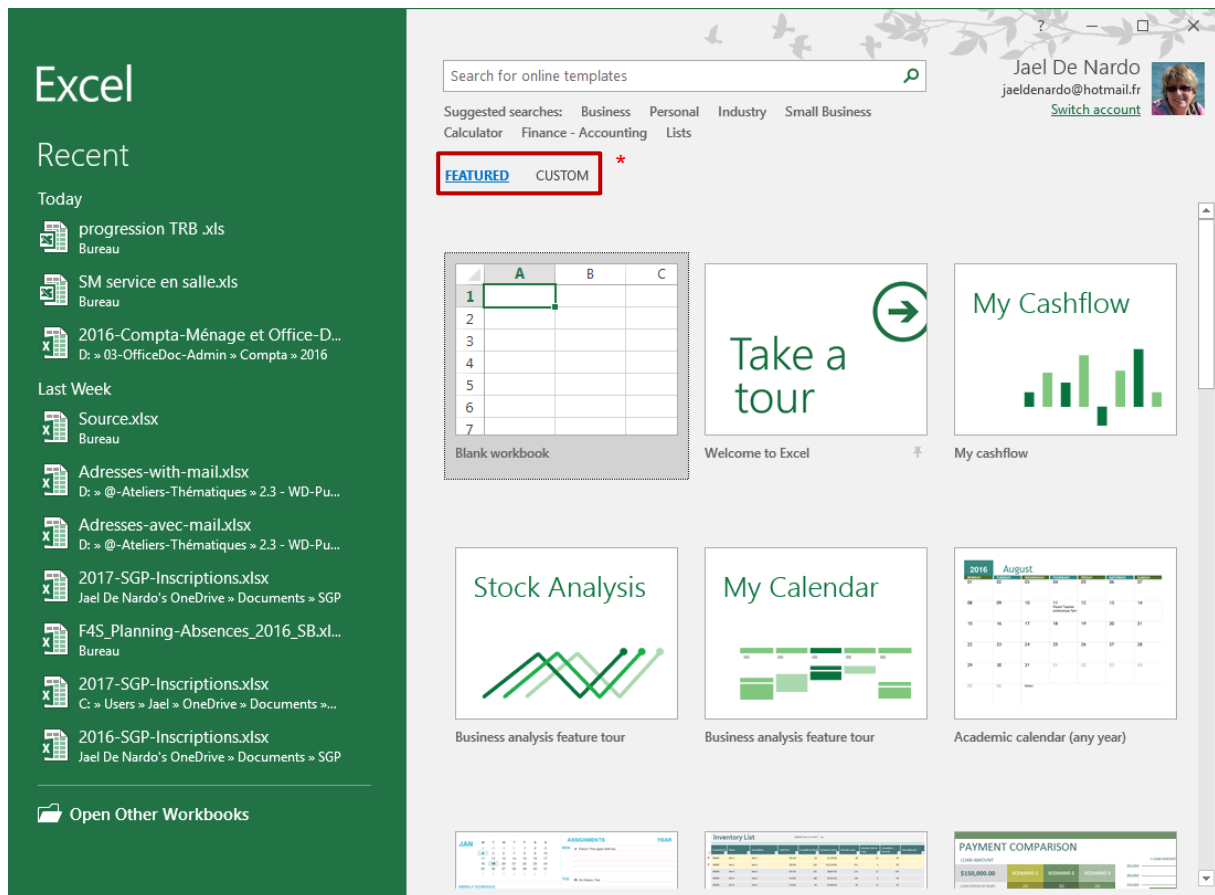 Excel
Recent
Today
progression TRB .xls
Bureau
SM service en salle.xls
Bureau
2016-Compta-Ménage et Office-D...
D: » 03-OfficeDoc-Admin » Compta » 2016
Last Week
Source.xlsx
Bureau
Adresses-with-mail.xlsx
D: » @-Ateliers-Thématiques » 2.3 - WD-Pu...
Adresses-avec-mail.xlsx
D: » @-Ateliers-Thématiques » 2.3 - WD-Pu...
2017-SGP-Inscriptions.xlsx
Jael De Nardo's OneDrive » Documents » SGP
F4S_Planning-Absences_2016_SB.xl...
Bureau
2017-SGP-Inscriptions.xlsx
C: » Users » Jael » OneDrive » Documents »...
2016-SGP-Inscriptions.xlsx
Jael De Nardo's OneDrive » Documents » SGP
Open Other Workbooks
?
Search for online templates
Jael De Nardo
jaeldenardo@hotmail.fr
Switch account
Suggested searches: Business Personal Industry Small Business
Calculator Finance - Accounting Lists
FEATURED CUSTOM *
A B C
1
2
3
4
5
6
7
Blank workbook
Take a
tour
Welcome to Excel
My Cashflow
My cashflow
Stock Analysis
Business analysis feature tour
My Calendar
Business analysis feature tour
2016 August
Academic calendar (any year)
JAN
ASSIGNMENTS YEAR
WEEKLY SCHEDULE
Inventory List
PAYMENT COMPARISON
LOAN AMOUNT
$150,000.00 SCENARIO 1 SCENARIO 2 SCENARIO 3